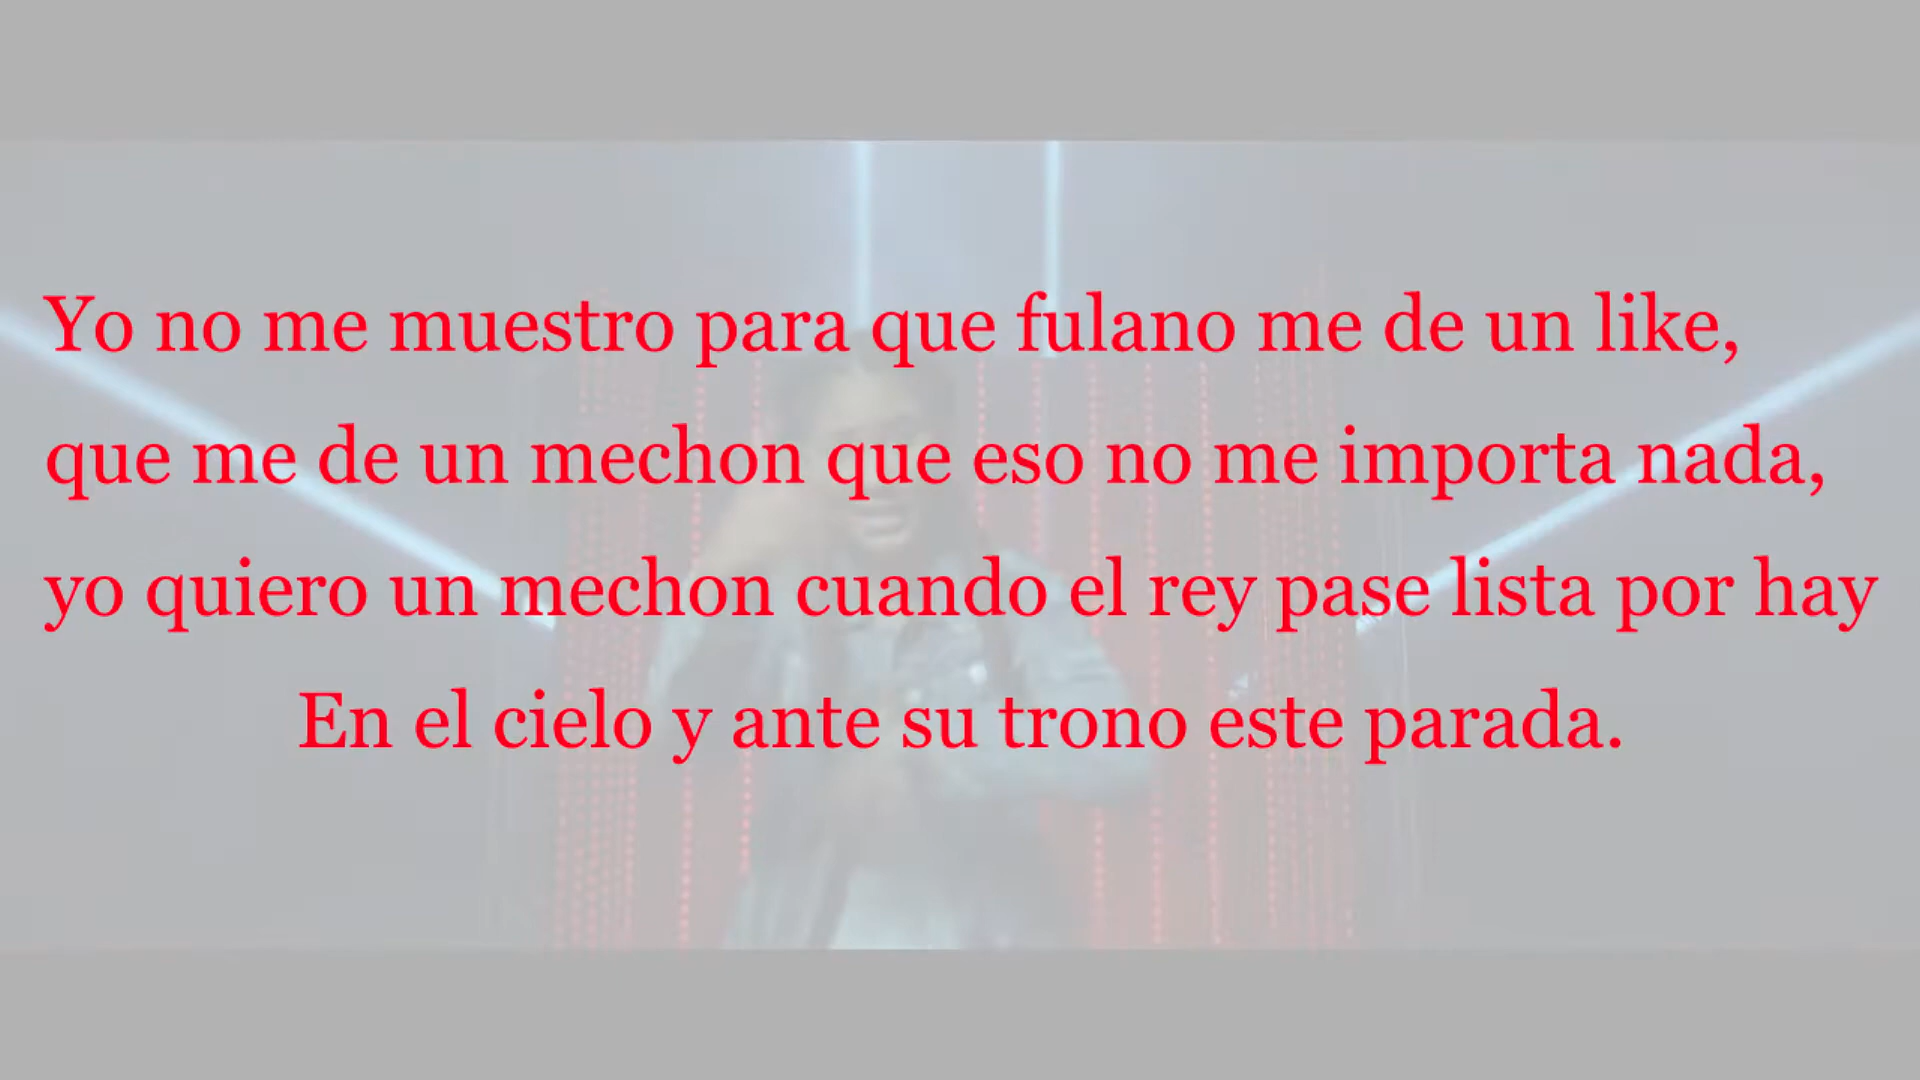 Yo no me muestro para que fulano me de un like,
que me de un mechon que eso no me importa nada,
yo quiero un mechon cuando el rey pase lista por hay
En el cielo y ante su trono este parada.